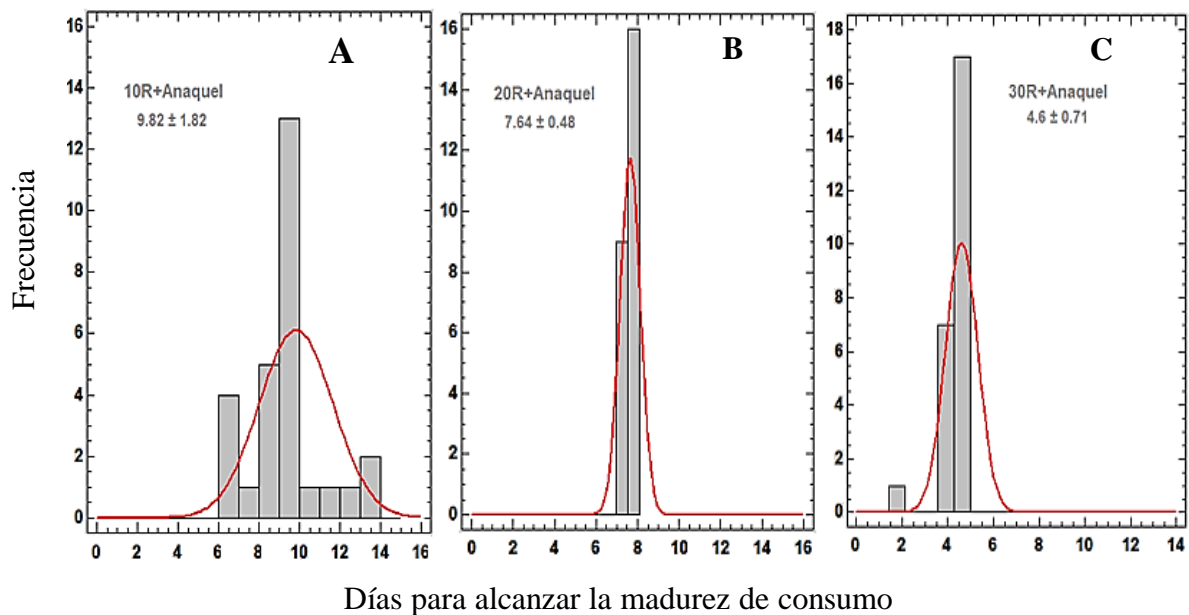 Frecuencia
A
10R+Anaquel
9.82 ± 1.82
16
14
12
10
8
6
4
2
0
0 2 4 6 8 10 12 14 16
B
20R+Anaquel
7.64 ± 0.48
16
14
12
10
8
6
4
2
0
0 2 4 6 8 10 12 14 16
C
30R+Anaquel
4.6 ± 0.71
18
16
14
12
10
8
6
4
2
0
0 2 4 6 8 10 12 14
Días para alcanzar la madurez de consumo